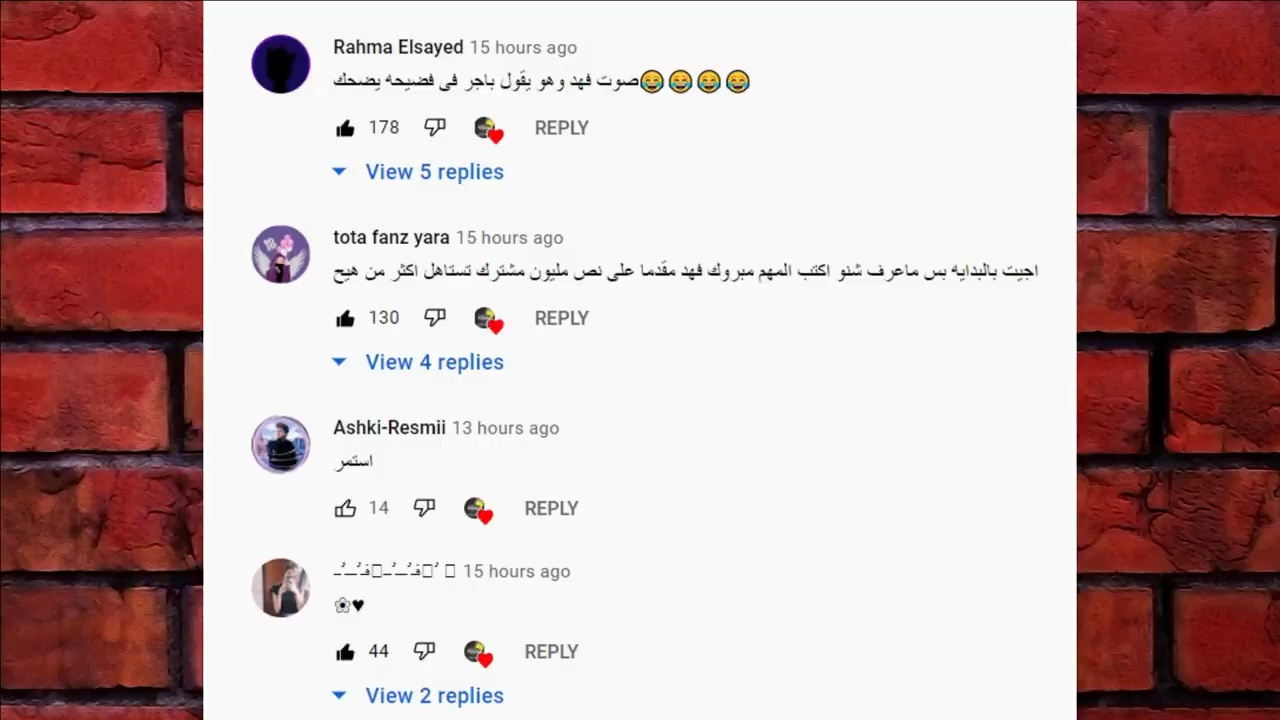 Rahma Elsayed 15 hours ago
صوت فهد وهو يقول باجر فى فضيحه يضحك😂😂😂😂
178 REPLY
View 5 replies
tota fanz yara 15 hours ago
اجيت بالبدايه بس ماعرف شنو اكتب المهم مبروك فهد مقدما على نص مليون مشترك تستاهل اكثر من هيج
130 REPLY
View 4 replies
Ashki-Resmii 13 hours ago
استمر
14 REPLY
15 hours ago
❀♥
44 REPLY
View 2 replies